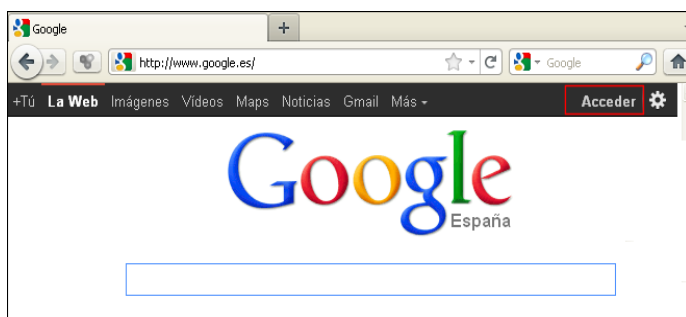 Google
http://www.google.es/
Google
+Tú La Web Imágenes Vídeos Maps Noticias Gmail Más
Acceder
Google
España